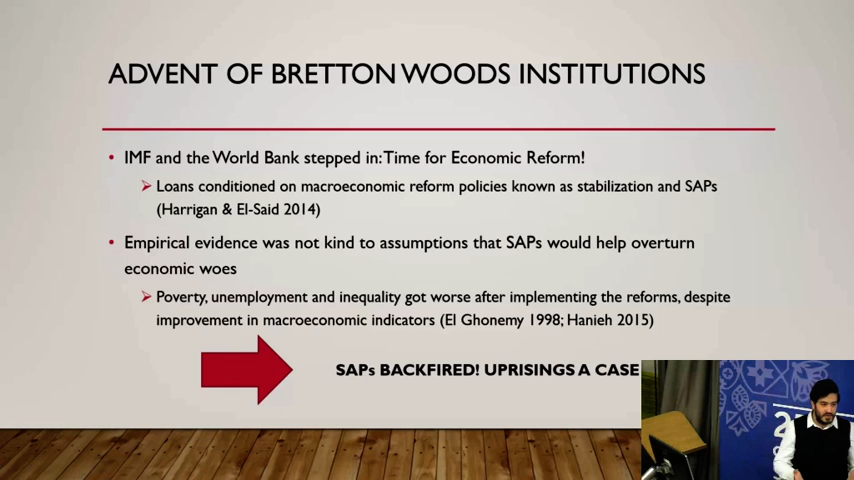 ADVENT OF BRETTON WOODS INSTITUTIONS
• IMF and the World Bank stepped in: Time for Economic Reform!
Loans conditioned on macroeconomic reform policies known as stabilization and SAPs
(Harrigan & El-Said 2014)
• Empirical evidence was not kind to assumptions that SAPs would help overturn
economic woes
Poverty, unemployment and inequality got worse after implementing the reforms, despite
improvement in macroeconomic indicators (El Ghonemy 1998; Hanieh 2015)
SAPs BACKFIRED! UPRISINGS A CASE